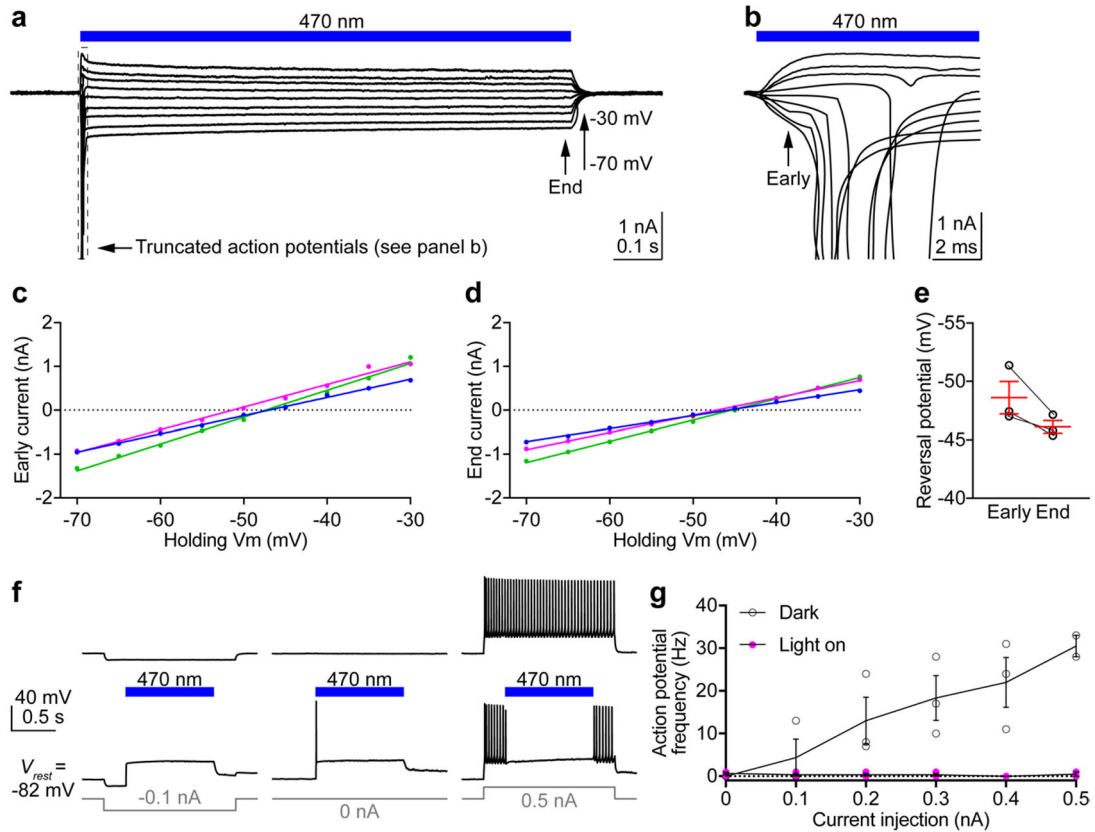 a
470 nm
-30 mV
-70 mV
End
Truncated action potentials (see panel b)
1 nA
0.1 s
b
470 nm
Early
1 nA
2 ms
c
Early current (nA)
2
1
0
-1
-2
-70 -60 -50 -40 -30
Holding Vm (mV)
d
End current (nA)
2
1
0
-1
-2
-70 -60 -50 -40 -30
Holding Vm (mV)
e
Reversal potential (mV)
-55
-50
-45
-40
Early End
f
470 nm 470 nm 470 nm
40 mV
0.5 s
Vrest =
-82 mV
-0.1 nA 0 nA 0.5 nA
g
Dark
Light on
Action potential
frequency (Hz)
40
30
20
10
0
0 0.1 0.2 0.3 0.4 0.5
Current injection (nA)